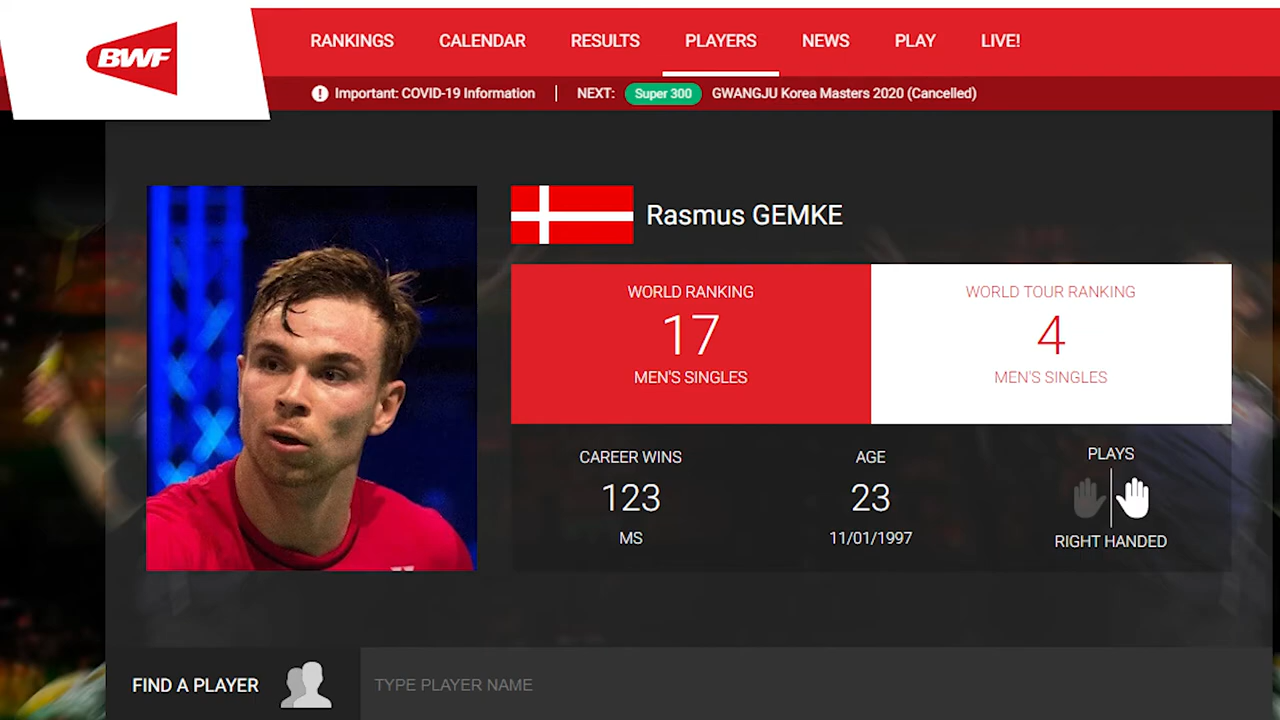 BWF
RANKINGS CALENDAR RESULTS PLAYERS NEWS PLAY LIVE!
! Important: COVID-19 Information | NEXT: Super 300 GWANGJU Korea Masters 2020 (Cancelled)
Rasmus GEMKE
WORLD RANKING
17
MEN'S SINGLES
WORLD TOUR RANKING
4
MEN'S SINGLES
CAREER WINS
123
MS
AGE
23
11/01/1997
PLAYS
RIGHT HANDED
FIND A PLAYER
TYPE PLAYER NAME